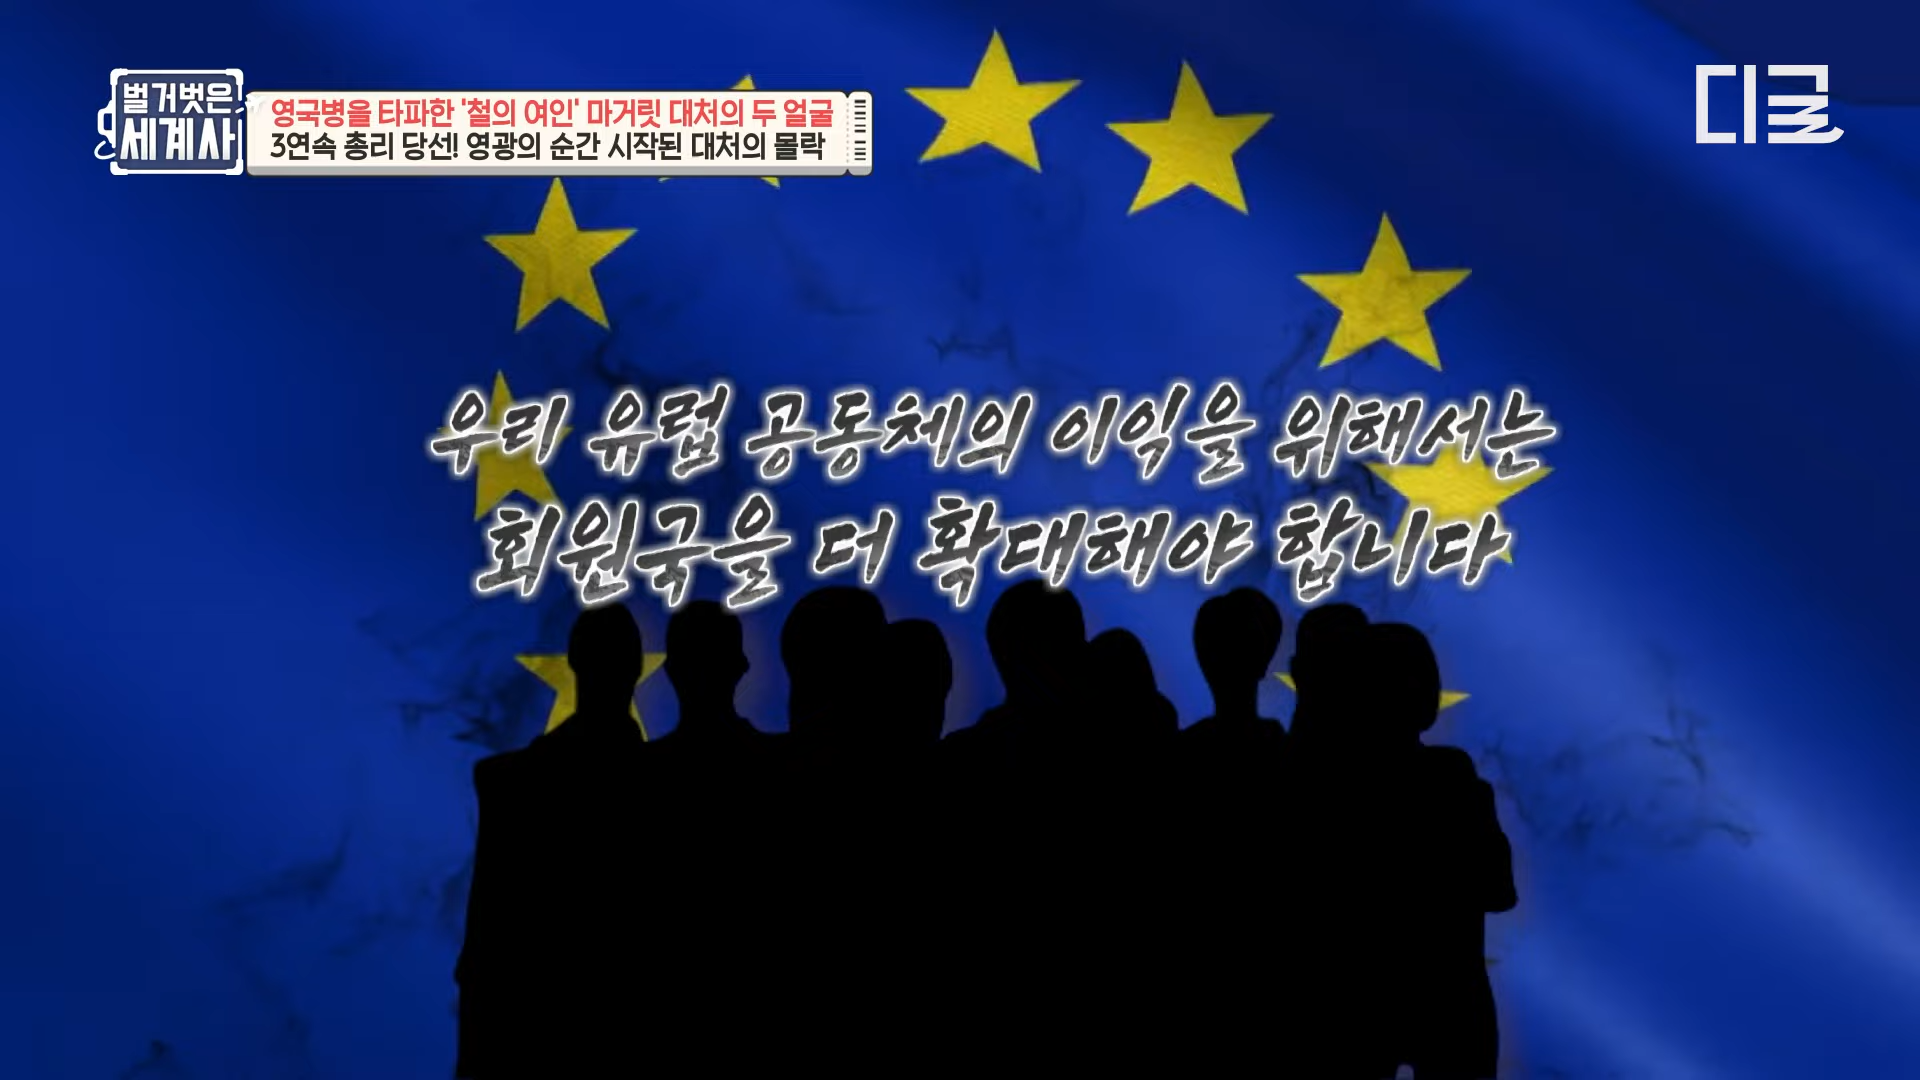 벌거벗은
세계사
영국병을 타파한 '철의 여인' 마거릿 대처의 두 얼굴
3연속 총리 당선! 영광의 순간 시작된 대처의 몰락
디글
우리 유럽 공동체의 이익을 위해서는
회원국을 더 확대해야 합니다